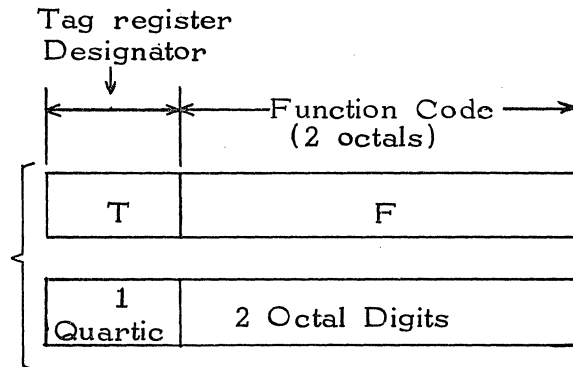 Tag register
Designator
Function Code
(2 octals)
T F
1
Quartic
2 Octal Digits